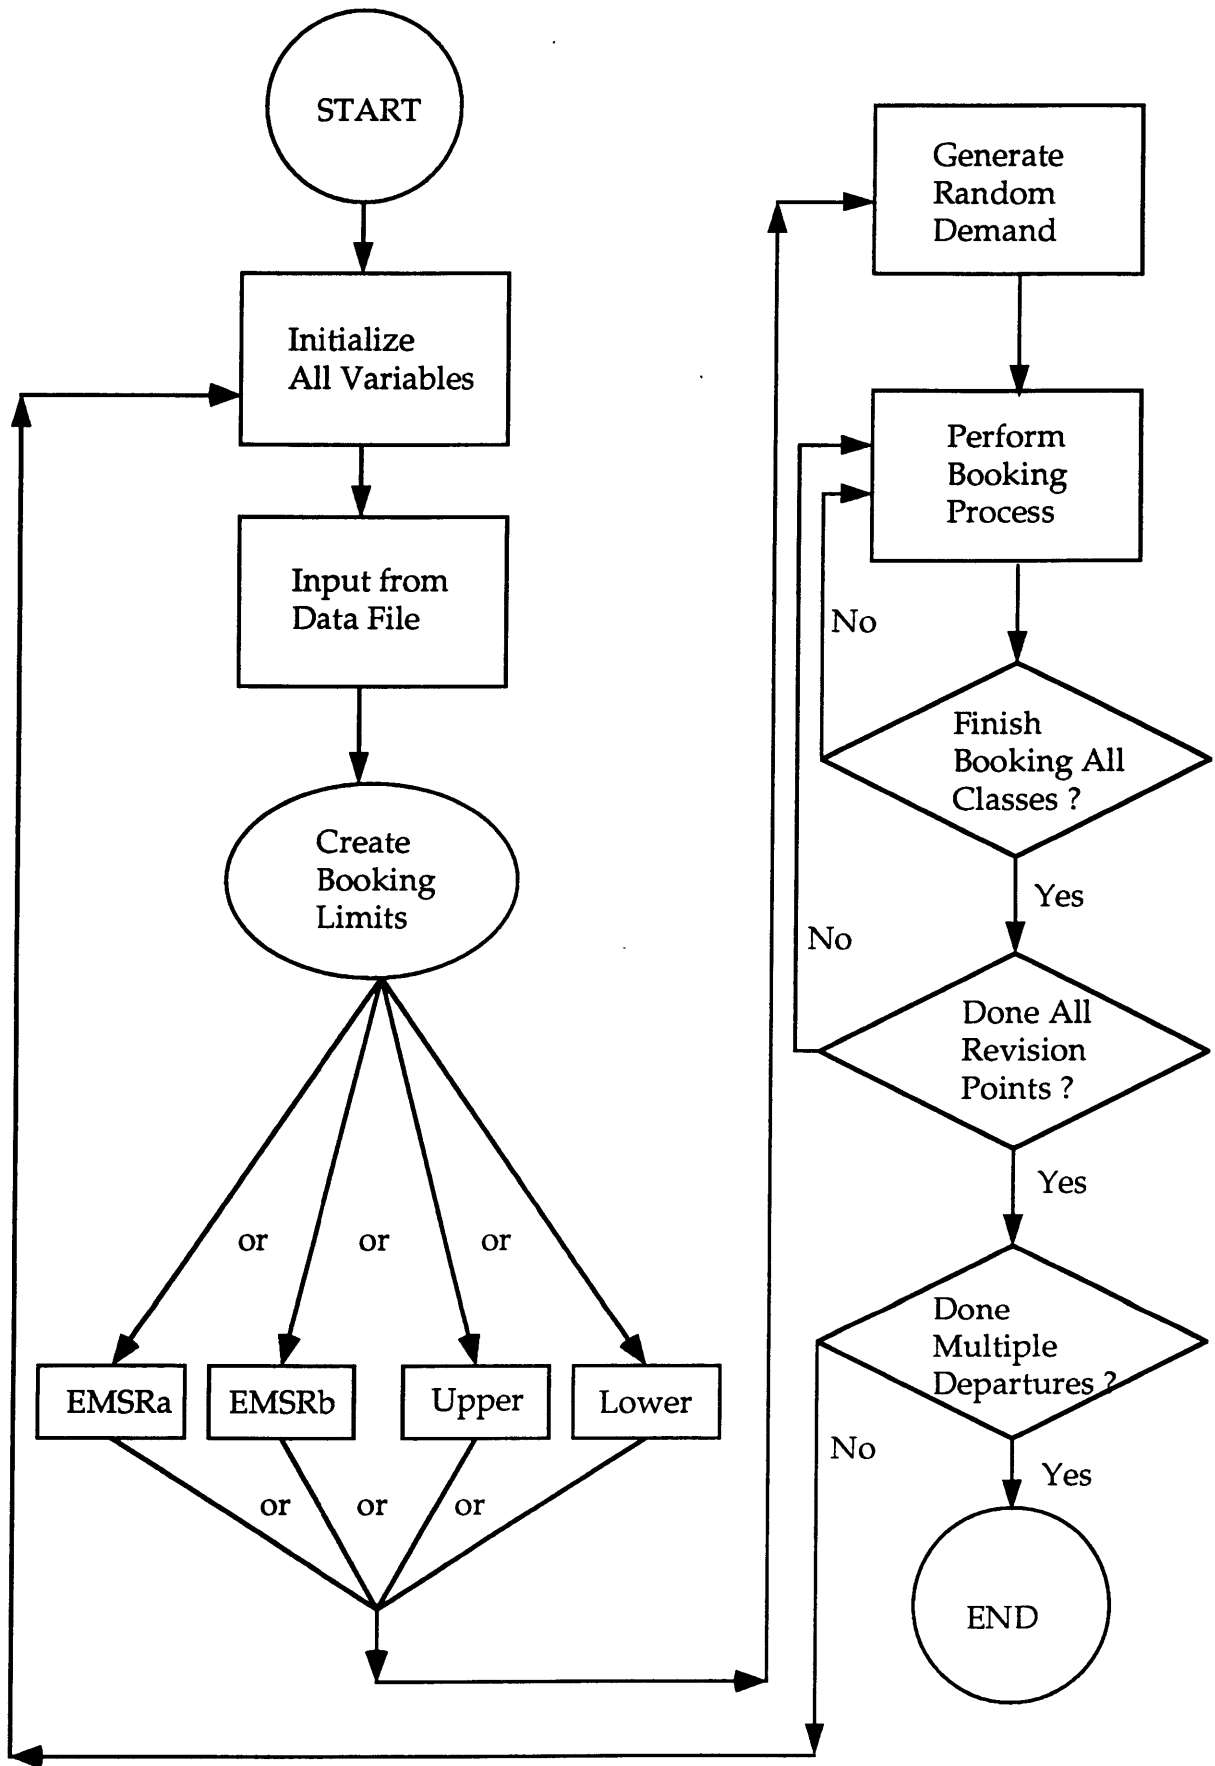 START
Initialize
All Variables
Input from
Data File
Create
Booking
Limits
or or or
EMSRa EMSRb Upper Lower
or or or
Generate
Random
Demand
Perform
Booking
Process
No
Finish
Booking All
Classes ?
Yes
No
Done All
Revision
Points ?
Yes
Done
Multiple
Departures ?
No
Yes
END